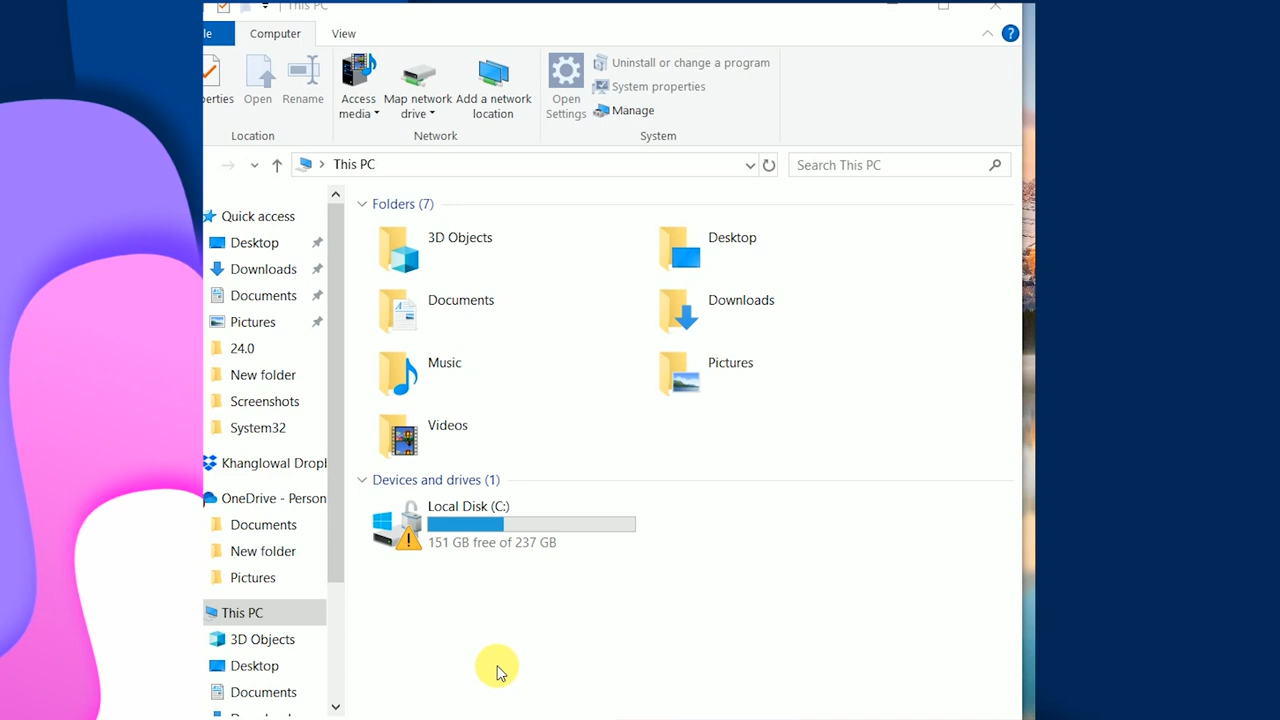 This PC
le
Computer
View
?
perties
Open
Rename
Access
media
Map network
drive
Add a network
location
Open
Settings
Uninstall or change a program
System properties
Manage
Location
Network
System
This PC
Search This PC
Quick access
Desktop
Downloads
Documents
Pictures
24.0
New folder
Screenshots
System32
Khanglowal Drop
OneDrive - Person
Documents
New folder
Pictures
This PC
3D Objects
Desktop
Documents
Folders (7)
3D Objects
Desktop
Documents
Downloads
Music
Pictures
Videos
Devices and drives (1)
Local Disk (C:)
151 GB free of 237 GB